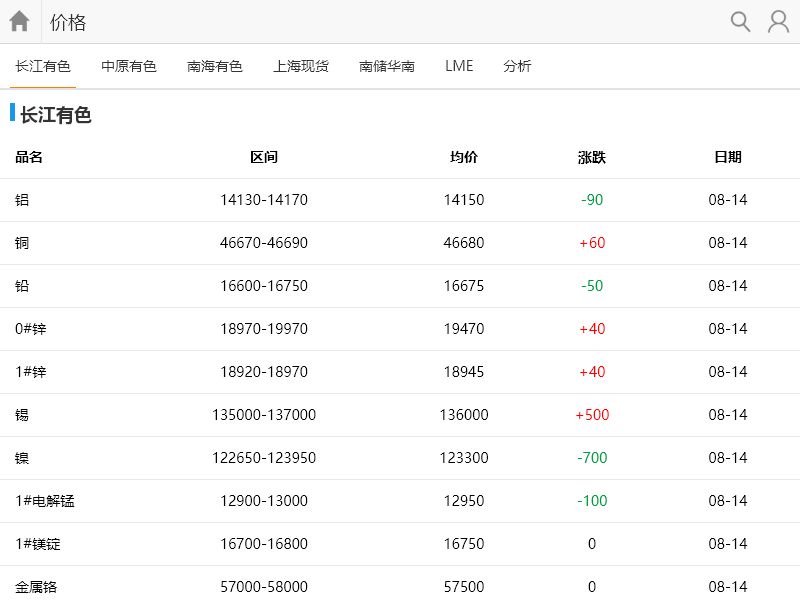 价格
长江有色 中原有色 南海有色 上海现货 南储华南 LME 分析
长江有色
品名 区间 均价 涨跌 日期
铝 14130-14170 14150 -90 08-14
铜 46670-46690 46680 +60 08-14
铅 16600-16750 16675 -50 08-14
0#锌 18970-19970 19470 +40 08-14
1#锌 18920-18970 18945 +40 08-14
锡 135000-137000 136000 +500 08-14
镍 122650-123950 123300 -700 08-14
1#电解锰 12900-13000 12950 -100 08-14
1#镁锭 16700-16800 16750 0 08-14
金属铬 57000-58000 57500 0 08-14